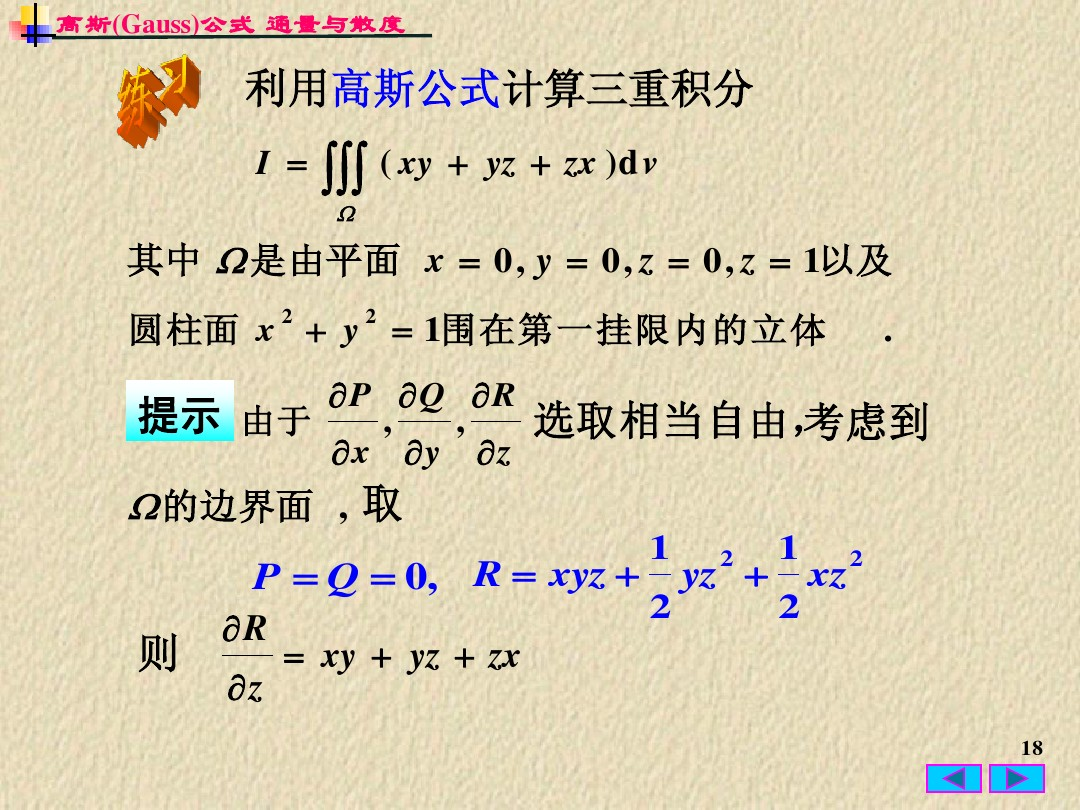 高斯(Gauss)公式 通量与散度
练习 利用高斯公式计算三重积分
I = ∭_Ω ( xy + yz + zx )dv
其中 Ω是由平面 x = 0, y = 0, z = 0, z = 1以及
圆柱面 x² + y² = 1围在第一挂限内的立体 .
提示 由于 ∂P/∂x, ∂Q/∂y, ∂R/∂z 选取相当自由,考虑到
Ω的边界面 , 取
P = Q = 0, R = xyz + 1/2 yz² + 1/2 xz²
则 ∂R/∂z = xy + yz + zx
18